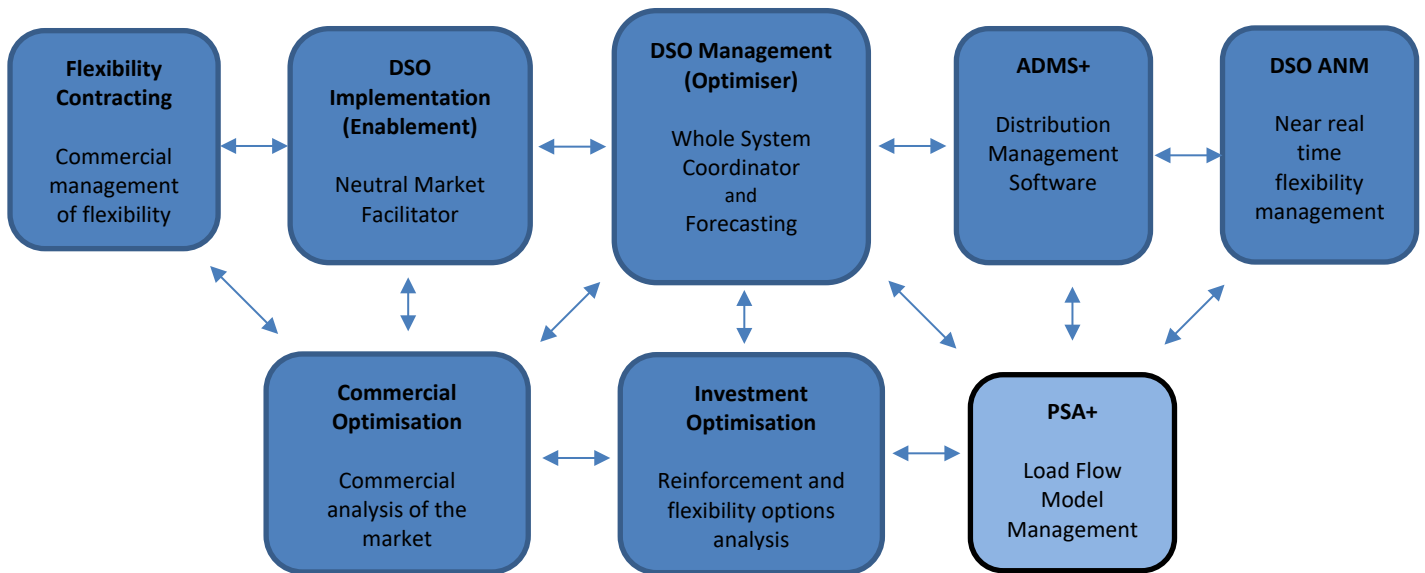 Flexibility
Contracting
Commercial
management
of flexibility
DSO
Implementation
(Enablement)
Neutral Market
Facilitator
DSO Management
(Optimiser)
Whole System
Coordinator
and
Forecasting
ADMS+
Distribution
Management
Software
DSO ANM
Near real
time
flexibility
management
Commercial
Optimisation
Commercial
analysis of the
market
Investment
Optimisation
Reinforcement and
flexibility options
analysis
PSA+
Load Flow
Model
Management